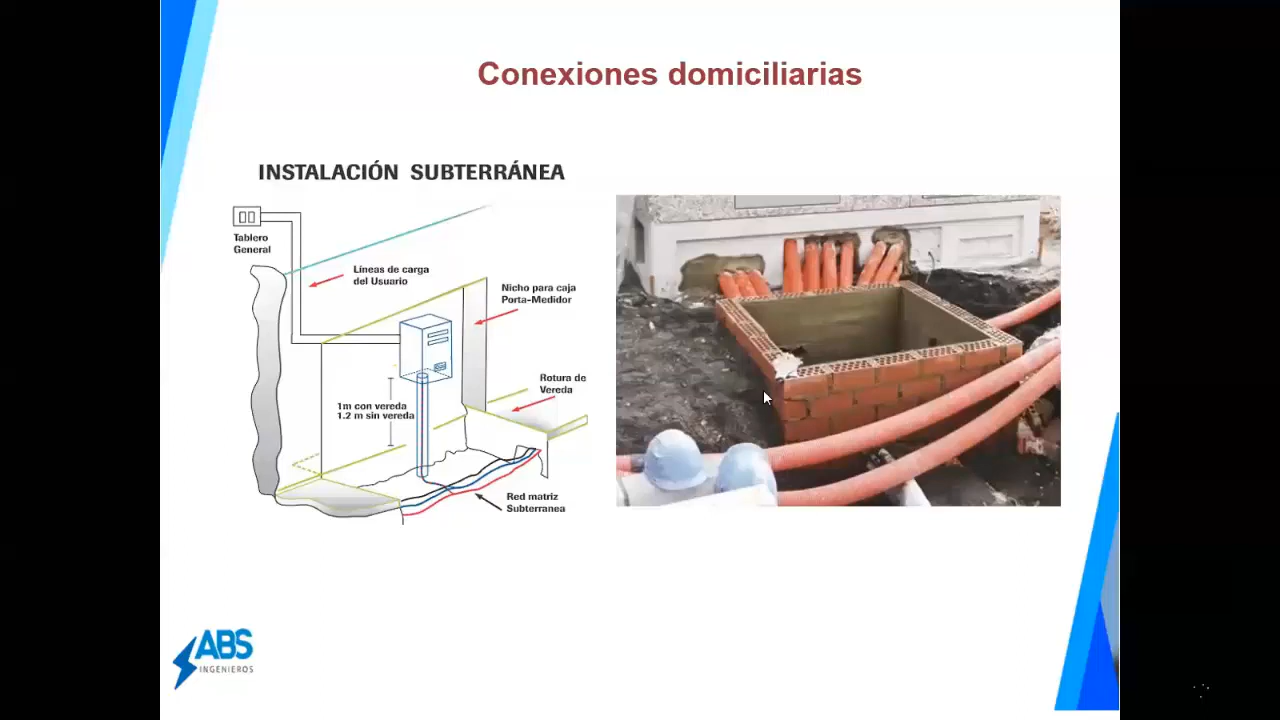 Conexiones domiciliarias
INSTALACIÓN SUBTERRÁNEA
Tablero
General
Líneas de carga
del Usuario
Nicho para caja
Porta-Medidor
Rotura de
Vereda
1m con vereda
1.2 m sin vereda
Red matriz
Subterranea
ABS
INGENIEROS